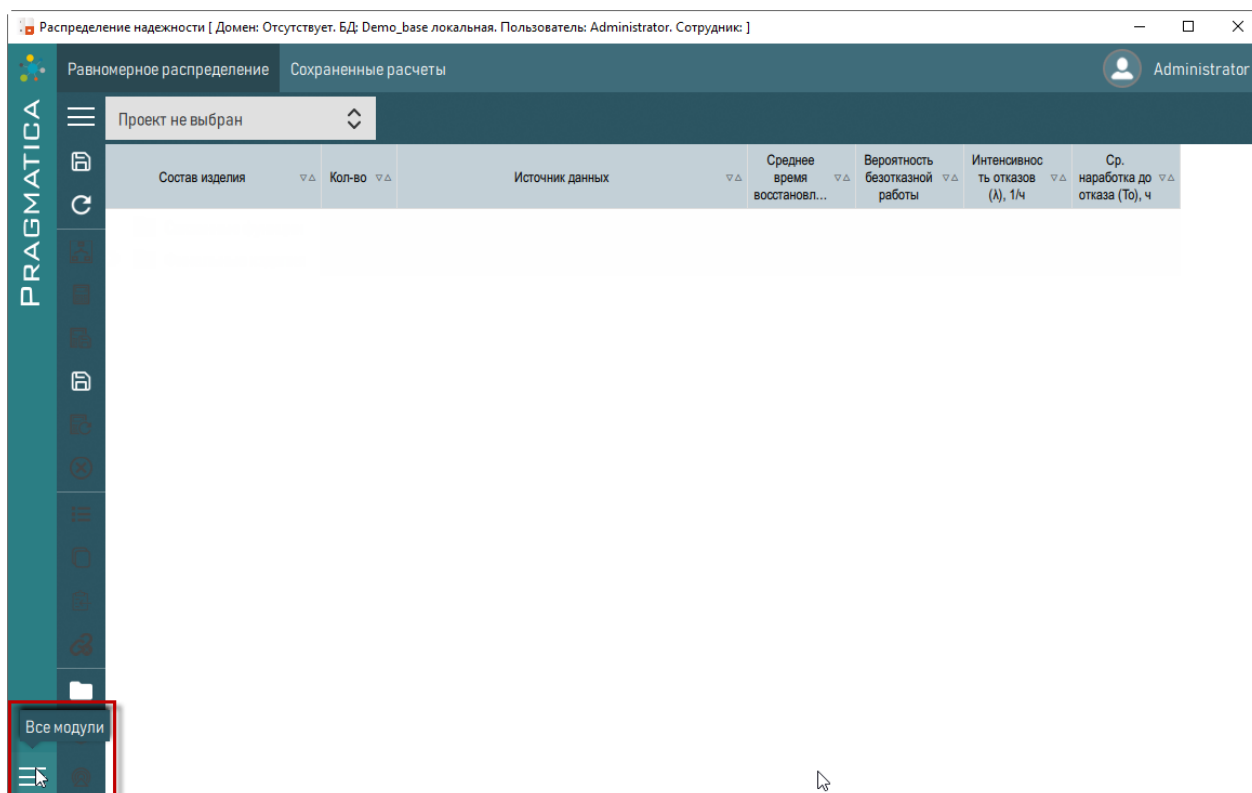 Распределение надежности [ Домен: Отсутствует. БД: Demo_base локальная. Пользователь: Administrator. Сотрудник: ]
Равномерное распределение Сохраненные расчеты Administrator
PRAGMATICA
Проект не выбран
Состав изделия
Кол-во
Источник данных
Среднее
время
восстановл...
Вероятность
безотказной
работы
Интенсивнос
ть отказов
(λ), 1/ч
Ср.
наработка до
отказа (То), ч
Все модули